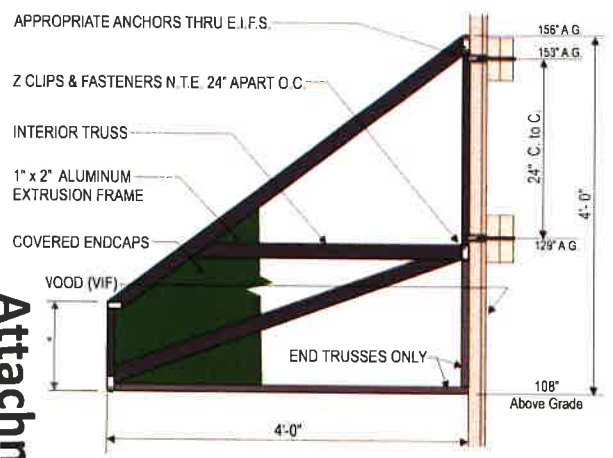 APPROPRIATE ANCHORS THRU E.I.F.S.
156" A.G.
153" A.G.
Z CLIPS & FASTENERS N.T.E. 24" APART O.C.
INTERIOR TRUSS
1" x 2" ALUMINUM
EXTRUSION FRAME
24" C. to C.
4'-0"
COVERED ENDCAPS
129" A.G.
VOOD (VIF)
END TRUSSES ONLY
108"
Above Grade
4'-0"
Attachn